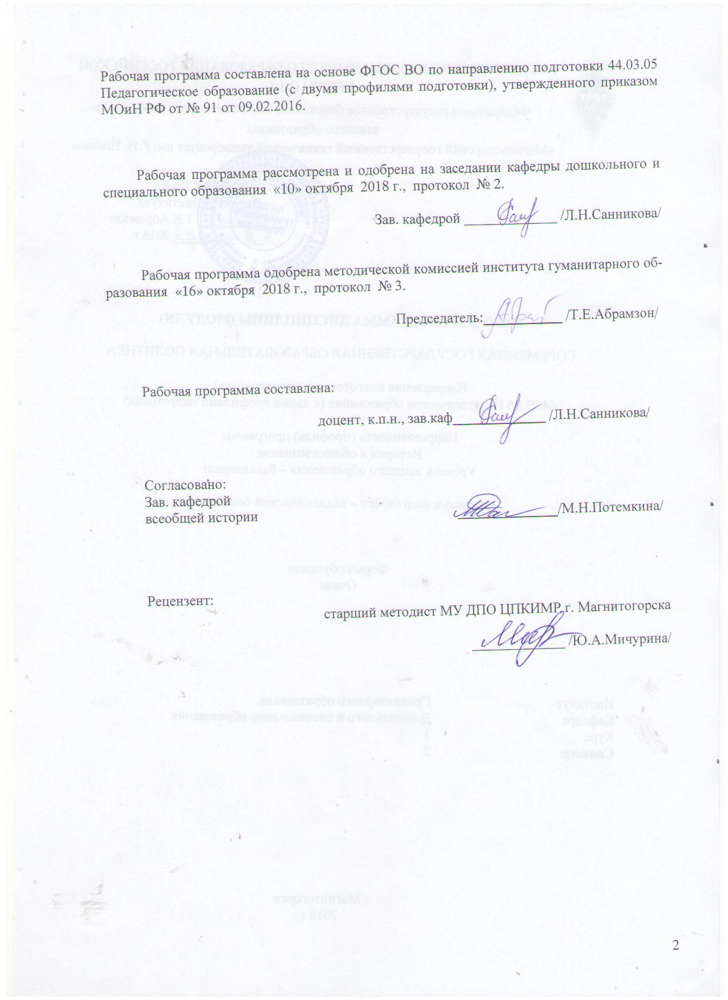 Рабочая программа составлена на основе ФГОС ВО по направлению подготовки 44.03.05
Педагогическое образование (с двумя профилями подготовки), утвержденного приказом
МОиН РФ от № 91 от 09.02.2016.
Рабочая программа рассмотрена и одобрена на заседании кафедры дошкольного и
специального образования «10» октября 2018 г., протокол № 2.
Зав. кафедрой /Л.Н.Санникова/
Рабочая программа одобрена методической комиссией института гуманитарного об-
разования «16» октября 2018 г., протокол № 3.
Председатель: /Т.Е.Абрамзон/
Рабочая программа составлена:
доцент, к.п.н., зав.каф /Л.Н.Санникова/
Согласовано:
Зав. кафедрой
всеобщей истории /М.Н.Потемкина/
Рецензент:
старший методист МУ ДПО ЦПКИМР г. Магнитогорска
/Ю.А.Мичурина/
2